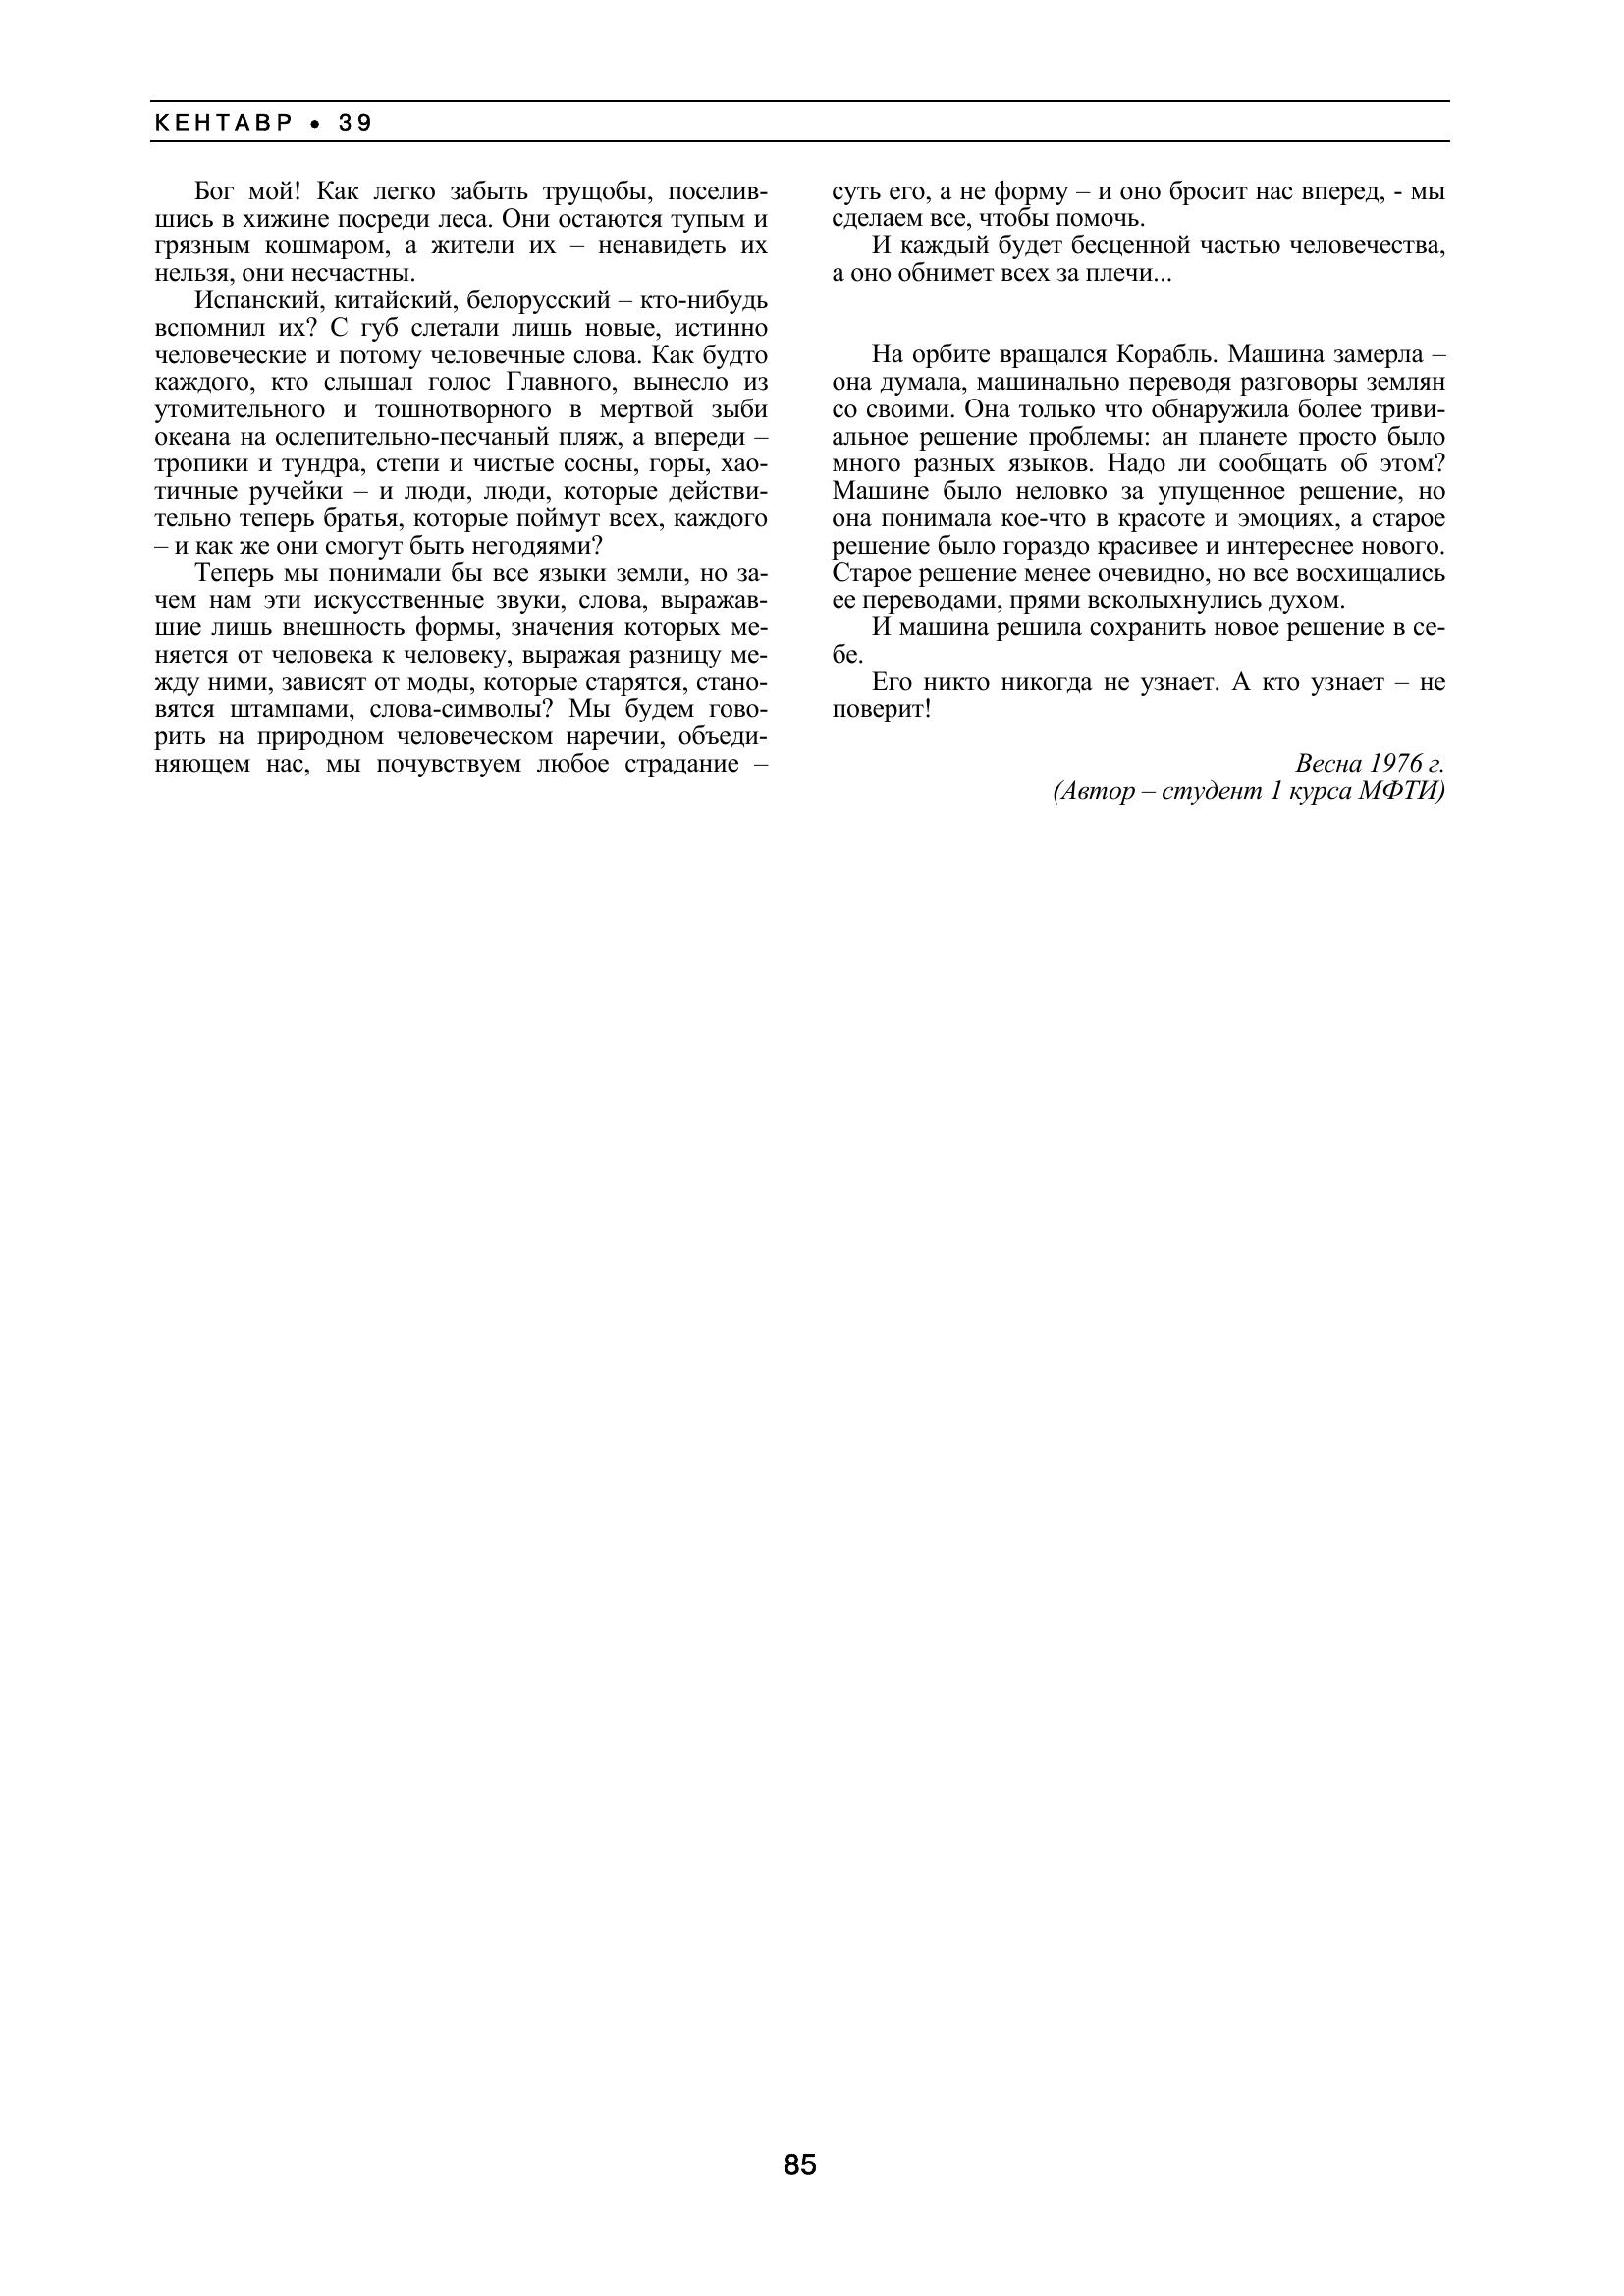 КЕНТАВР • 39
Бог мой! Как легко забыть трущобы, поселив-
шись в хижине посреди леса. Они остаются тупым и
грязным кошмаром, а жители их – ненавидеть их
нельзя, они несчастны.
Испанский, китайский, белорусский – кто-нибудь
вспомнил их? С губ слетали лишь новые, истинно
человеческие и потому человечные слова. Как будто
каждого, кто слышал голос Главного, вынесло из
утомительного и тошнотворного в мертвой зыби
океана на ослепительно-песчаный пляж, а впереди –
тропики и тундра, степи и чистые сосны, горы, хао-
тичные ручейки – и люди, люди, которые действи-
тельно теперь братья, которые поймут всех, каждого
– и как же они смогут быть негодяями?
Теперь мы понимали бы все языки земли, но за-
чем нам эти искусственные звуки, слова, выражав-
шие лишь внешность формы, значения которых ме-
няется от человека к человеку, выражая разницу ме-
жду ними, зависят от моды, которые старятся, стано-
вятся штампами, слова-символы? Мы будем гово-
рить на природном человеческом наречии, объеди-
няющем нас, мы почувствуем любое страдание –
суть его, а не форму – и оно бросит нас вперед, - мы
сделаем все, чтобы помочь.
И каждый будет бесценной частью человечества,
а оно обнимет всех за плечи...
На орбите вращался Корабль. Машина замерла –
она думала, машинально переводя разговоры землян
со своими. Она только что обнаружила более триви-
альное решение проблемы: ан планете просто было
много разных языков. Надо ли сообщать об этом?
Машине было неловко за упущенное решение, но
она понимала кое-что в красоте и эмоциях, а старое
решение было гораздо красивее и интереснее нового.
Старое решение менее очевидно, но все восхищались
ее переводами, прями всколыхнулись духом.
И машина решила сохранить новое решение в се-
бе.
Его никто никогда не узнает. А кто узнает – не
поверит!
Весна 1976 г.
(Автор – студент 1 курса МФТИ)
85